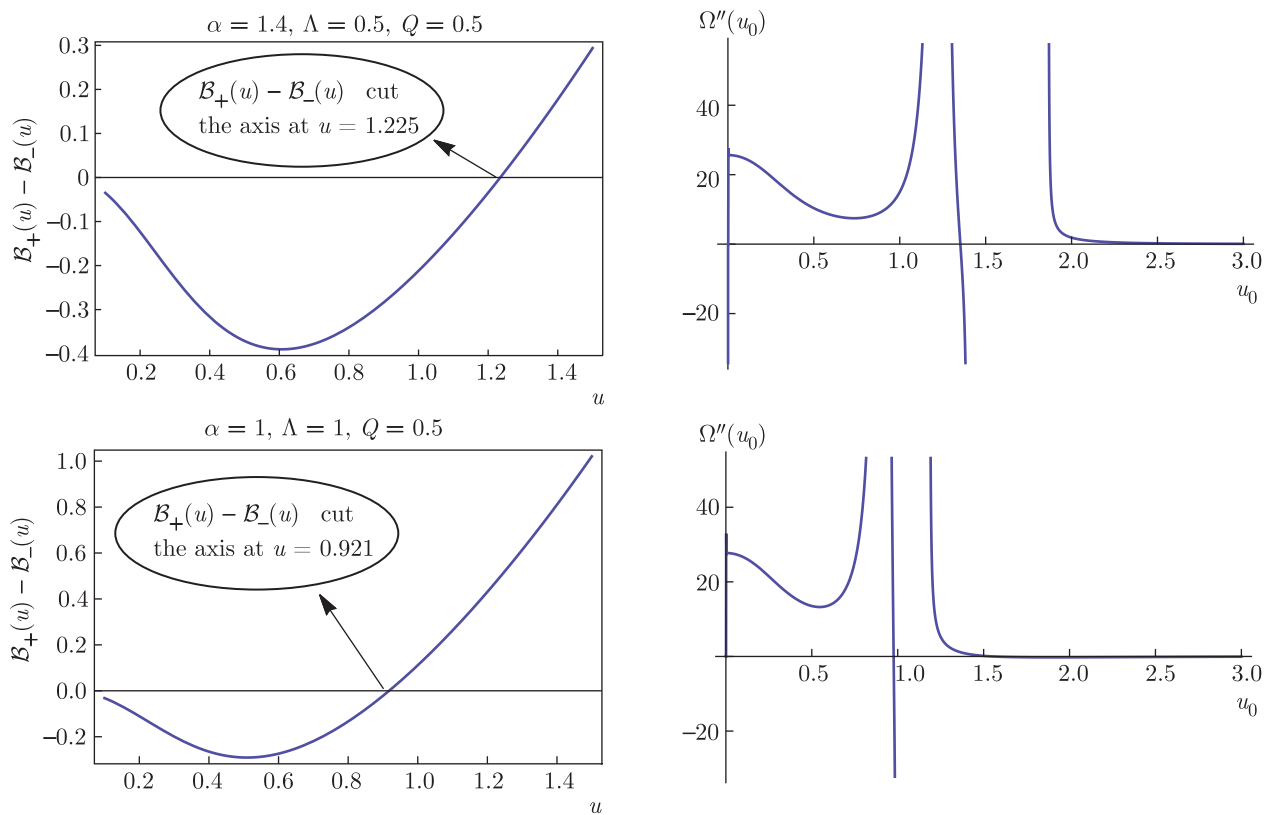 α = 1.4, Λ = 0.5, Q = 0.5
0.3
0.2
0.1
0
−0.1
−0.2
−0.3
−0.4
ℬ₊(u) − ℬ₋(u)
ℬ₊(u) − ℬ₋(u) cut
the axis at u = 1.225
0.2 0.4 0.6 0.8 1.0 1.2 1.4
u
Ω″(u₀)
40
20
−20
0.5 1.0 1.5 2.0 2.5 3.0
u₀
α = 1, Λ = 1, Q = 0.5
1.0
0.8
0.6
0.4
0.2
0.0
−0.2
ℬ₊(u) − ℬ₋(u)
ℬ₊(u) − ℬ₋(u) cut
the axis at u = 0.921
0.2 0.4 0.6 0.8 1.0 1.2 1.4
u
Ω″(u₀)
40
20
−20
0.5 1.0 1.5 2.0 2.5 3.0
u₀